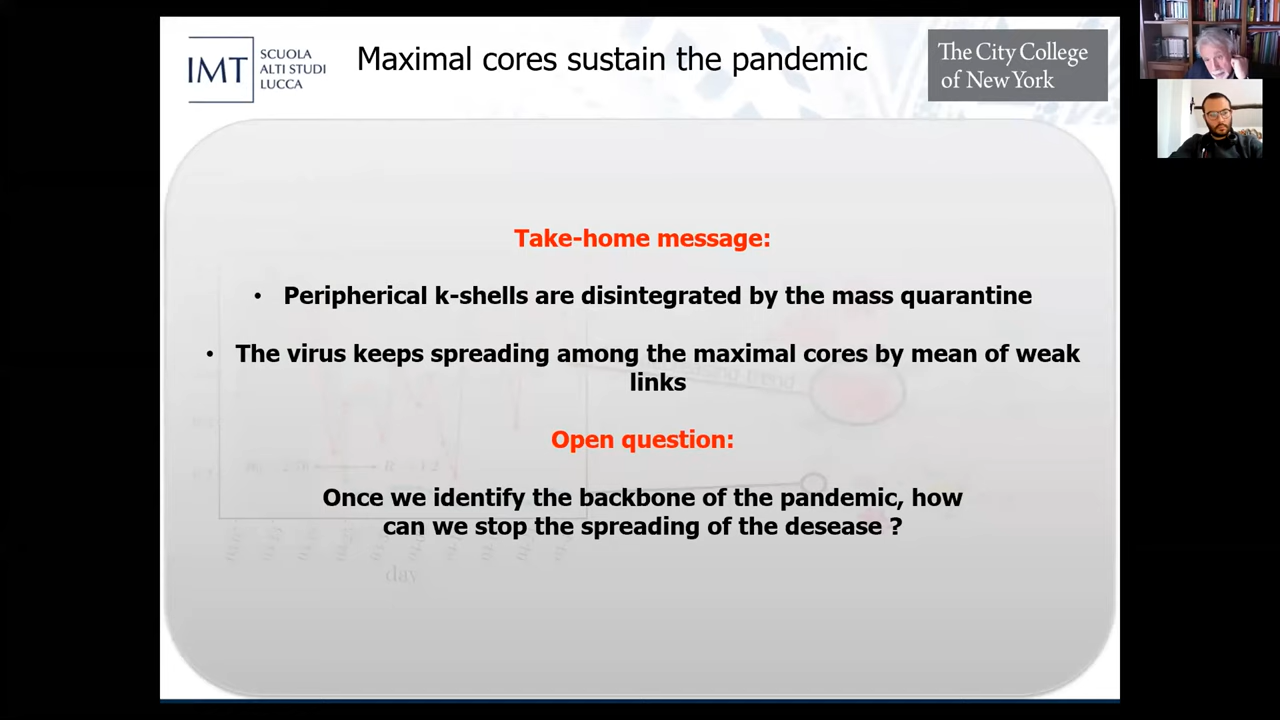 IMT
SCUOLA
ALTI STUDI
LUCCA
Maximal cores sustain the pandemic
The City College
of New York
Take-home message:
• Peripherical k-shells are disintegrated by the mass quarantine
• The virus keeps spreading among the maximal cores by mean of weak
links
Open question:
Once we identify the backbone of the pandemic, how
can we stop the spreading of the desease ?
day